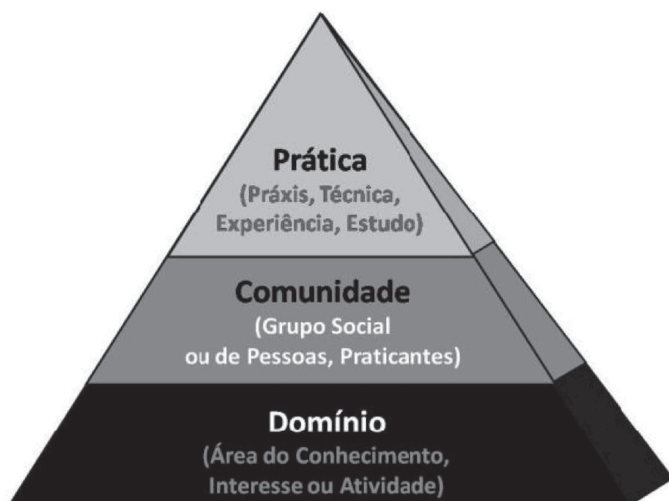 Prática
(Práxis, Técnica,
Experiência, Estudo)
Comunidade
(Grupo Social
ou de Pessoas, Praticantes)
Domínio
(Área do Conhecimento,
Interesse ou Atividade)